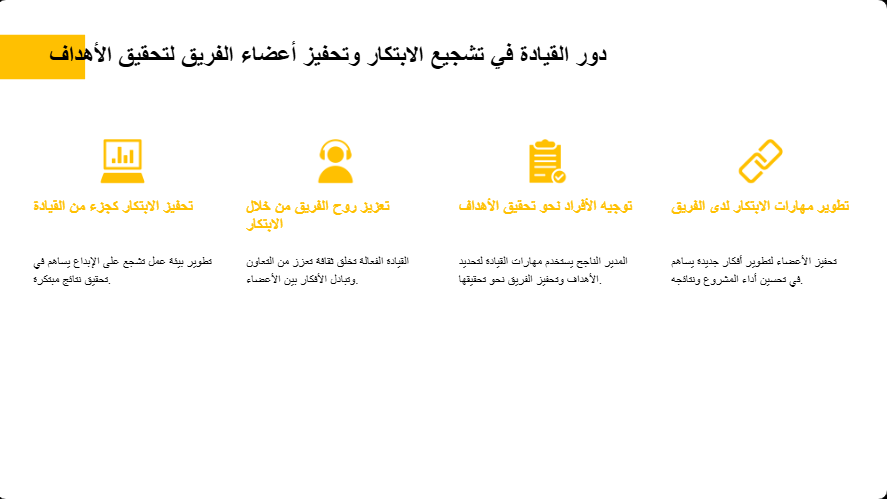 دور القيادة في تشجيع الابتكار وتحفيز أعضاء الفريق لتحقيق الأهداف
تطوير مهارات الابتكار لدى الفريق
تحفيز الأعضاء لتطوير أفكار جديدة يساهم
في تحسين أداء المشروع ونتائجه.
توجيه الأفراد نحو تحقيق الأهداف
المدير الناجح يستخدم مهارات القيادة لتحديد
الأهداف وتحفيز الفريق نحو تحقيقها.
تعزيز روح الفريق من خلال
الابتكار
القيادة الفعالة تخلق ثقافة تعزز من التعاون
وتبادل الأفكار بين الأعضاء.
تحفيز الابتكار كجزء من القيادة
تطوير بيئة عمل تشجع على الإبداع يساهم في
تحقيق نتائج مبتكرة.